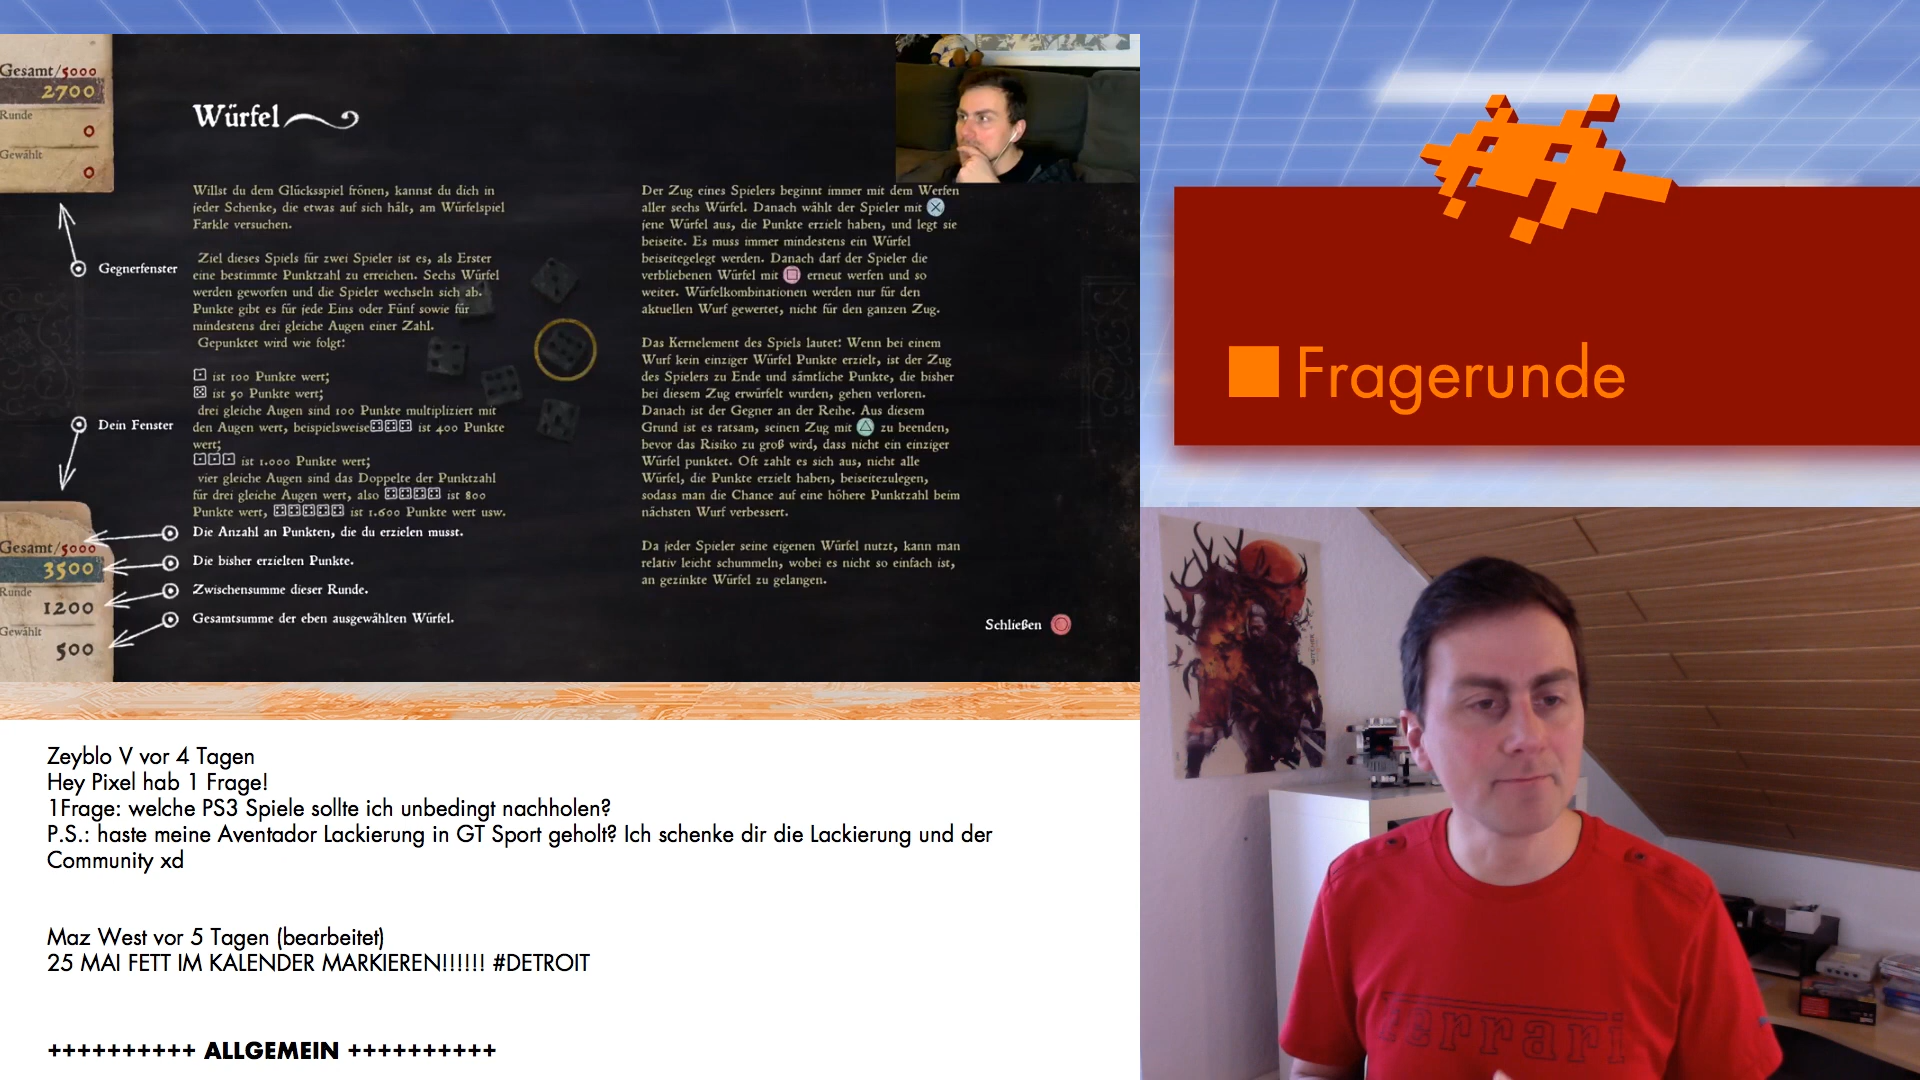 Gesamt/5000
2700
Runde
0
Gewählt
0
Gegnerfenster
Dein Fenster
Gesamt/5000
3500
Runde
1200
Gewählt
500
Würfel
Willst du dem Glücksspiel frönen, kannst du dich in
jeder Schenke, die etwas auf sich hält, am Würfelspiel
Farkle versuchen.
Ziel dieses Spiels für zwei Spieler ist es, als Erster
eine bestimmte Punktzahl zu erreichen. Sechs Würfel
werden geworfen und die Spieler wechseln sich ab.
Punkte gibt es für jede Eins oder Fünf sowie für
mindestens drei gleiche Augen einer Zahl.
Gepunktet wird wie folgt:
ist 100 Punkte wert;
ist 50 Punkte wert;
drei gleiche Augen sind 100 Punkte multipliziert mit
den Augen wert, beispielsweise ist 400 Punkte
wert;
ist 1.000 Punkte wert;
vier gleiche Augen sind das Doppelte der Punktzahl
für drei gleiche Augen wert, also ist 800
Punkte wert, ist 1.600 Punkte wert usw.
Die Anzahl an Punkten, die du erzielen musst.
Die bisher erzielten Punkte.
Zwischensumme dieser Runde.
Gesamtsumme der eben ausgewählten Würfel.
Der Zug eines Spielers beginnt immer mit dem Werfen
aller sechs Würfel. Danach wählt der Spieler mit
jene Würfel aus, die Punkte erzielt haben, und legt sie
beiseite. Es muss immer mindestens ein Würfel
beiseitegelegt werden. Danach darf der Spieler die
verbliebenen Würfel mit erneut werfen und so
weiter. Würfelkombinationen werden nur für den
aktuellen Wurf gewertet, nicht für den ganzen Zug.
Das Kernelement des Spiels lautet: Wenn bei einem
Wurf kein einziger Würfel Punkte erzielt, ist der Zug
des Spielers zu Ende und sämtliche Punkte, die bisher
bei diesem Zug erwürfelt wurden, gehen verloren.
Danach ist der Gegner an der Reihe. Aus diesem
Grund ist es ratsam, seinen Zug mit zu beenden,
bevor das Risiko zu groß wird, dass nicht ein einziger
Würfel punktet. Oft zahlt es sich aus, nicht alle
Würfel, die Punkte erzielt haben, beiseitezulegen,
sodass man die Chance auf eine höhere Punktzahl beim
nächsten Wurf verbessert.
Da jeder Spieler seine eigenen Würfel nutzt, kann man
relativ leicht schummeln, wobei es nicht so einfach ist,
an gezinkte Würfel zu gelangen.
Schließen
Fragerunde
Zeyblo V vor 4 Tagen
Hey Pixel hab 1 Frage!
1Frage: welche PS3 Spiele sollte ich unbedingt nachholen?
P.S.: haste meine Aventador Lackierung in GT Sport geholt? Ich schenke dir die Lackierung und der
Community xd
Maz West vor 5 Tagen (bearbeitet)
25 MAI FETT IM KALENDER MARKIEREN!!!!!! #DETROIT
++++++++++ ALLGEMEIN ++++++++++
ferrari